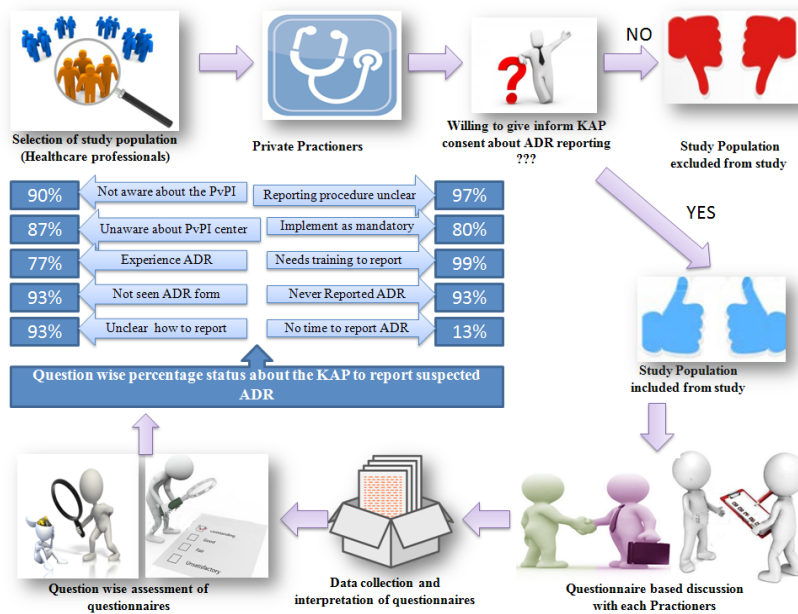 NO
Selection of study population
(Healthcare professionals)
Private Practioners
Willing to give inform KAP
consent about ADR reporting
???
Study Population
excluded from study
YES
90%
Not aware about the PvPI
Reporting procedure unclear
97%
87%
Unaware about PvPI center
Implement as mandatory
80%
77%
Experience ADR
Needs training to report
99%
93%
Not seen ADR form
Never Reported ADR
93%
93%
Unclear how to report
No time to report ADR
13%
Question wise percentage status about the KAP to report suspected
ADR
Study Population
included from study
Outstanding
Good
Fair
Unsatisfactory
Question wise assessment of
questionnaires
Data collection and
interpretation of questionnaires
Questionnaire based discussion
with each Practioners